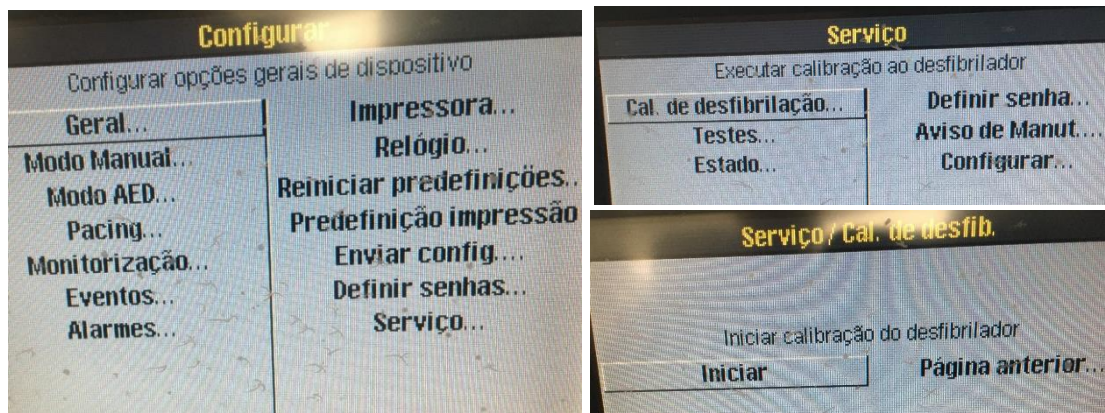 Configurar
Configurar opções gerais de dispositivo
Geral...
Modo Manual...
Modo AED...
Pacing...
Monitorização...
Eventos...
Alarmes...
Impressora...
Relógio...
Reiniciar predefinições..
Predefinição impressão
Enviar config....
Definir senhas...
Serviço...
Serviço
Executar calibração ao desfibrilador
Cal. de desfibrilação...
Testes...
Estado...
Definir senha...
Aviso de Manut....
Configurar...
Serviço / Cal. de desfib.
Iniciar calibração do desfibrilador
Iniciar
Página anterior...